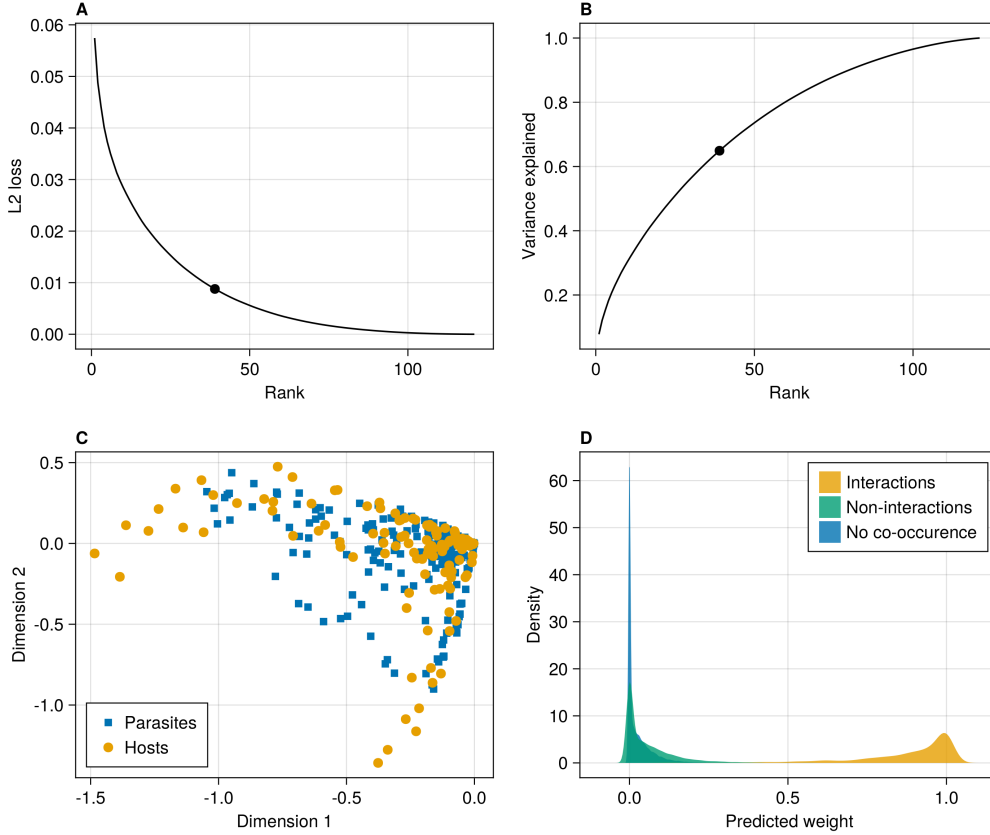 A
0.06
0.05
0.04
0.03
0.02
0.01
0.00
L2 loss
0
50
100
Rank
B
1.0
0.8
0.6
0.4
0.2
Variance explained
0
50
100
Rank
C
0.5
0.0
-0.5
-1.0
Dimension 2
Parasites
Hosts
-1.5
-1.0
-0.5
0.0
Dimension 1
D
60
50
40
30
20
10
0
Density
Interactions
Non-interactions
No co-occurence
0.0
0.5
1.0
Predicted weight